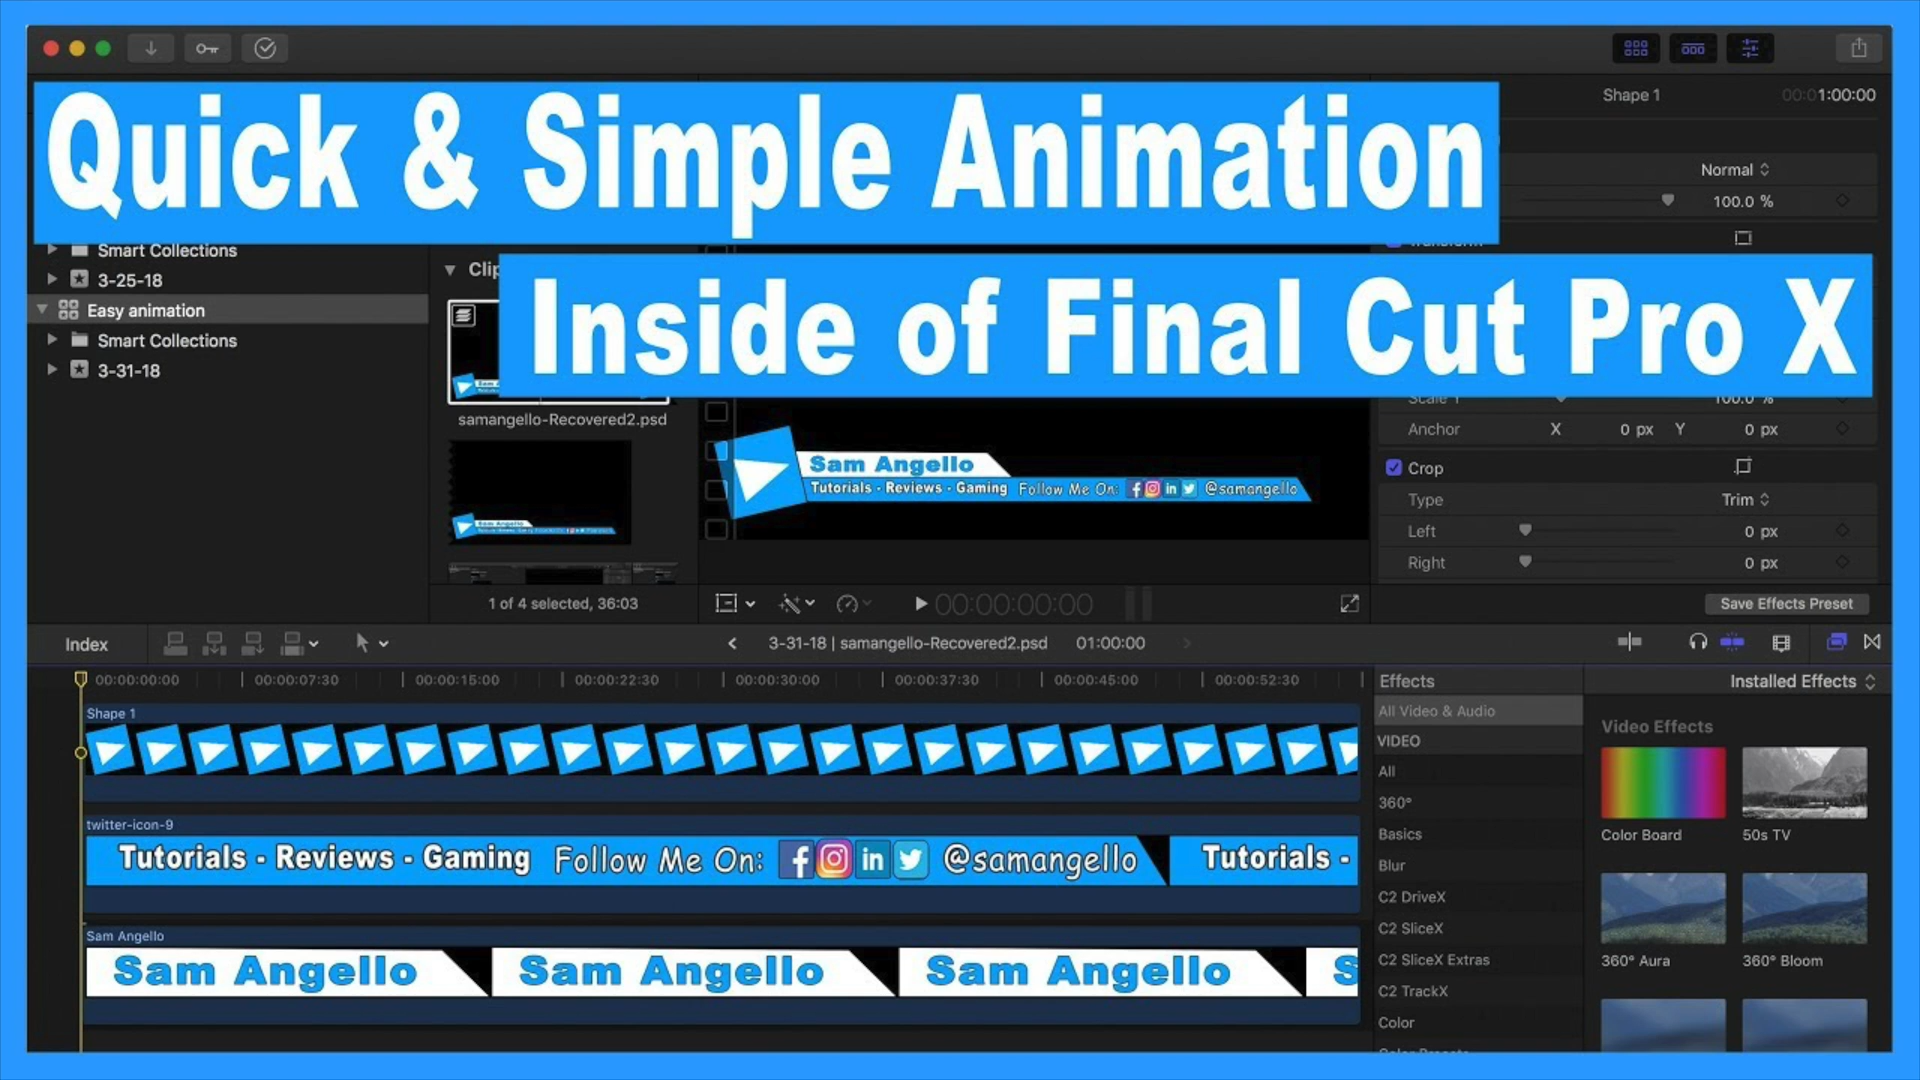 Quick & Simple Animation
Inside of Final Cut Pro X
Shape 1
00:01:00:00
Normal
100.0 %
Smart Collections
3-25-18
Easy animation
Smart Collections
3-31-18
samangello-Recovered2.psd
Sam Angello
Tutorials - Reviews - Gaming Follow Me On: @samangello
100.0 %
Anchor X 0 px Y 0 px
Crop
Type Trim
Left 0 px
Right 0 px
1 of 4 selected, 36:03
00:00:00:00
Save Effects Preset
Index
3-31-18 | samangello-Recovered2.psd 01:00:00
00:00:00:00 00:00:07:30 00:00:15:00 00:00:22:30 00:00:30:00 00:00:37:30 00:00:45:00 00:00:52:30
Shape 1
twitter-icon-9
Tutorials - Reviews - Gaming Follow Me On: f in @samangello Tutorials -
Sam Angello
Sam Angello Sam Angello Sam Angello S
Effects
Installed Effects
All Video & Audio
VIDEO
All
360°
Basics
Blur
C2 DriveX
C2 SliceX
C2 SliceX Extras
C2 TrackX
Color
Video Effects
Color Board
50s TV
360° Aura
360° Bloom